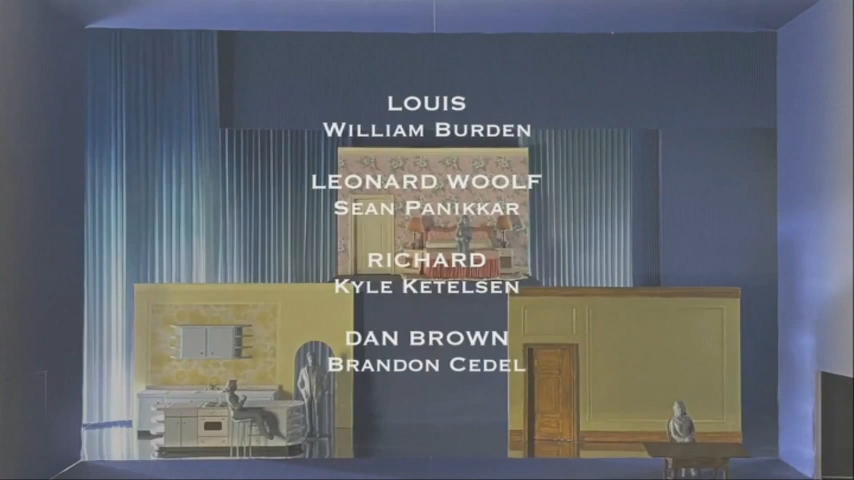 LOUIS
WILLIAM BURDEN
LEONARD WOOLF
SEAN PANIKKAR
RICHARD
KYLE KETELSEN
DAN BROWN
BRANDON CEDEL